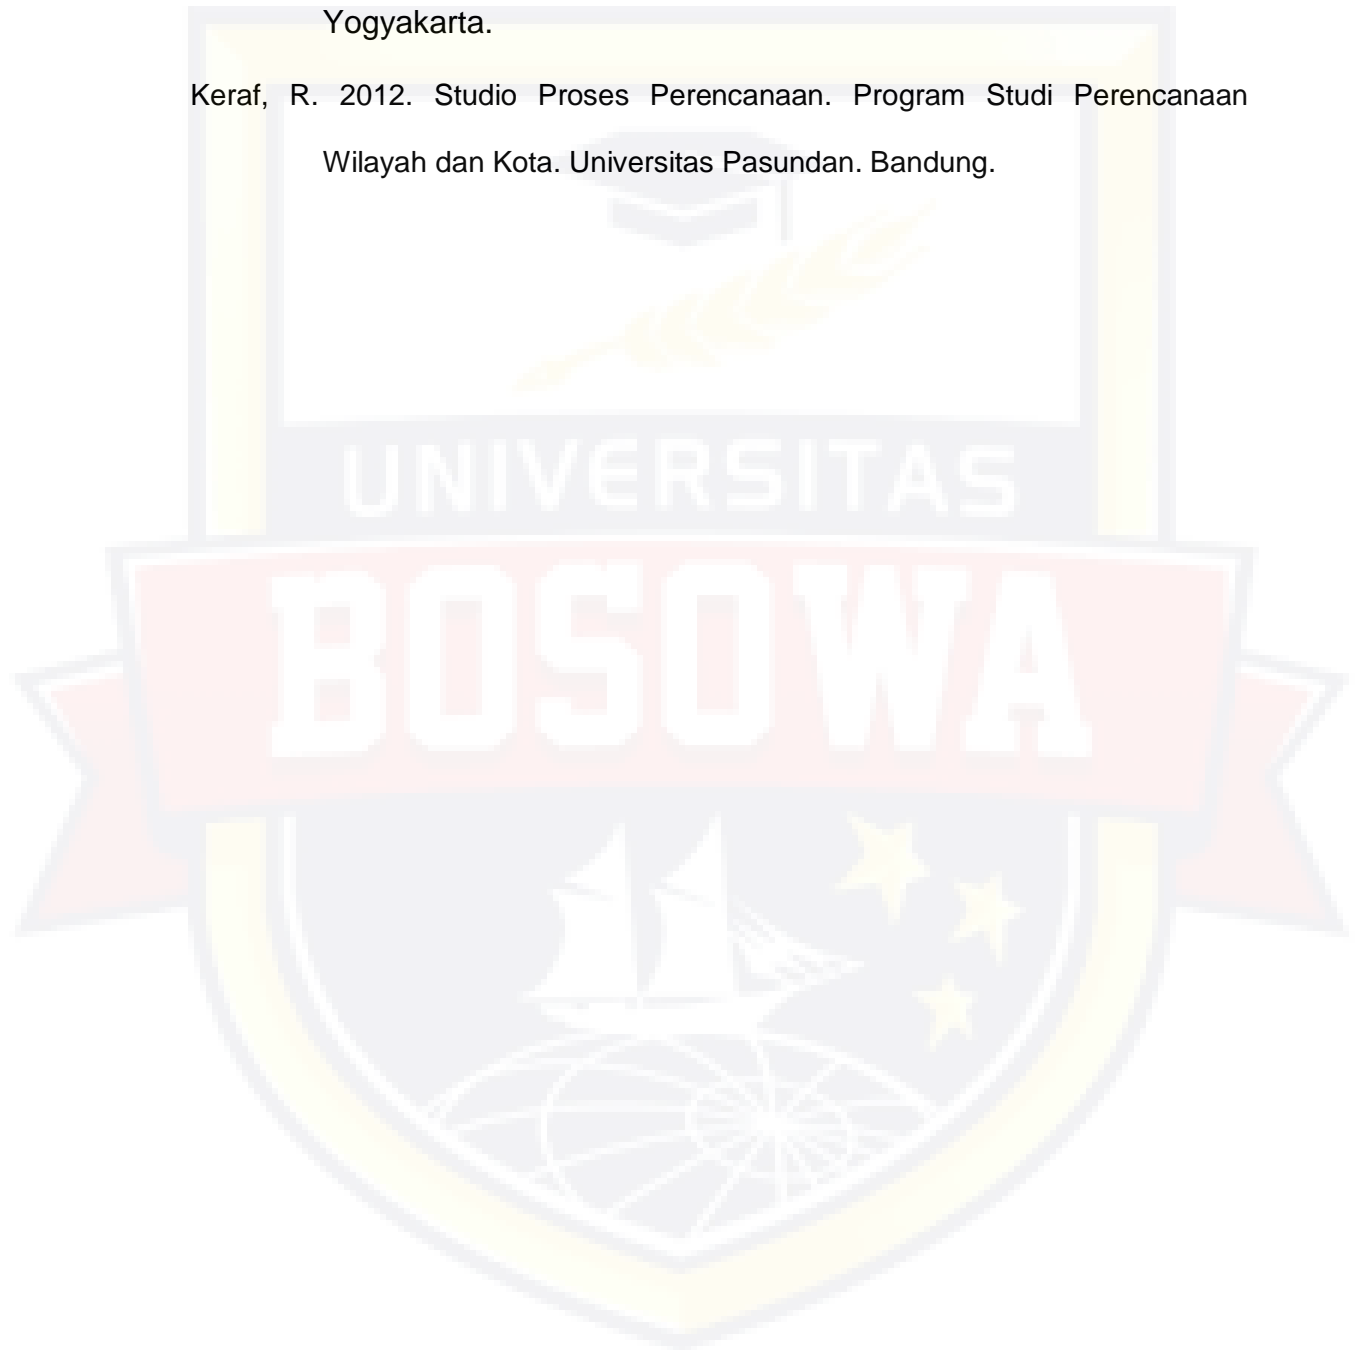 Yogyakarta.
Keraf, R. 2012. Studio Proses Perencanaan. Program Studi Perencanaan
Wilayah dan Kota. Universitas Pasundan. Bandung.
UNIVERSITAS
BOSOWA